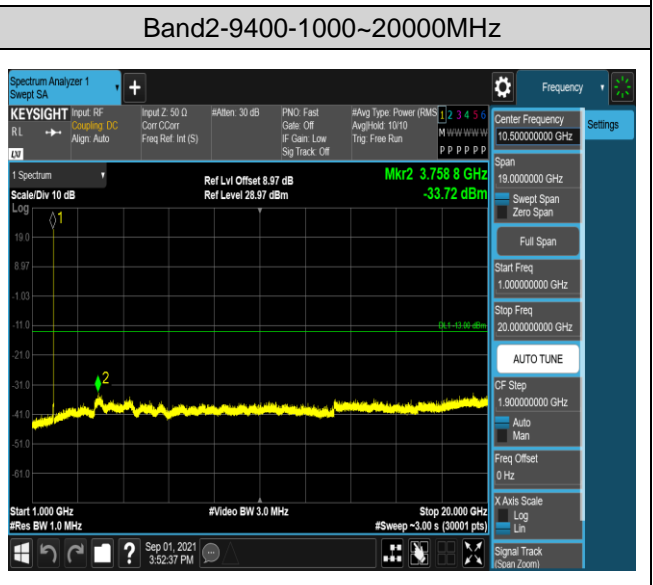 Band2-9400-1000~20000MHz
Spectrum Analyzer 1
Swept SA
+
Frequency
KEYSIGHT
RL
LXI
Input: RF
Coupling: DC
Align: Auto
Input Z: 50 Ω
Corr CCorr
Freq Ref: Int (S)
#Atten: 30 dB
PNO: Fast
Gate: Off
IF Gain: Low
Sig Track: Off
#Avg Type: Power (RMS
Avg|Hold: 10/10
Trig: Free Run
1 2 3 4 5 6
M W W W W W
P P P P P P
1 Spectrum
Scale/Div 10 dB
Log
Ref Lvl Offset 8.97 dB
Ref Level 28.97 dBm
Mkr2 3.758 8 GHz
-33.72 dBm
1
19.0
8.97
-1.03
-11.0
DL1 -13.00 dBm
-21.0
2
-31.0
-41.0
-51.0
-61.0
Start 1.000 GHz
#Res BW 1.0 MHz
#Video BW 3.0 MHz
Stop 20.000 GHz
#Sweep ~3.00 s (30001 pts)
?
Sep 01, 2021
3:52:37 PM
Center Frequency
10.500000000 GHz
Settings
Span
19.0000000 GHz
Swept Span
Zero Span
Full Span
Start Freq
1.000000000 GHz
Stop Freq
20.000000000 GHz
AUTO TUNE
CF Step
1.900000000 GHz
Auto
Man
Freq Offset
0 Hz
X Axis Scale
Log
Lin
Signal Track
(Span Zoom)